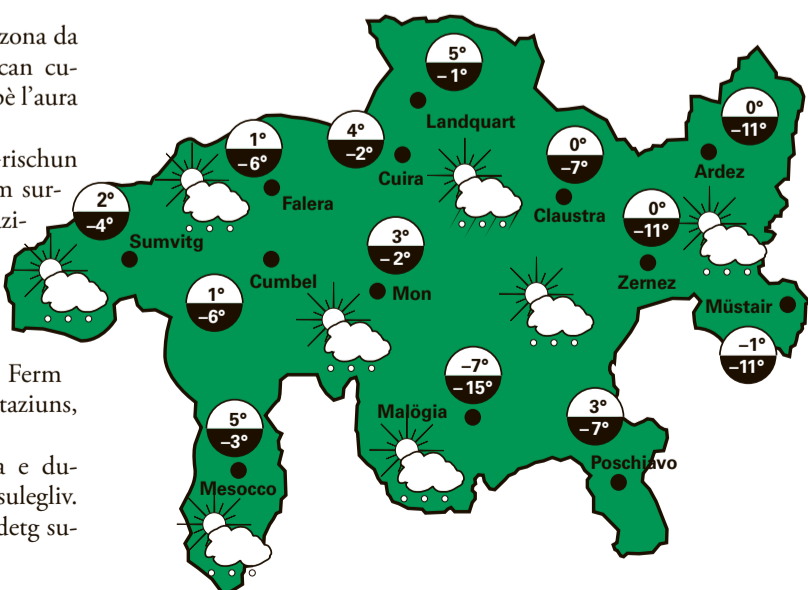 zona da
can cu-
l'aura
rischun
sur-
Ferm
taziuns,
e du-
sulegliv.
detg su-
5°
–1°
Landquart
4°
–2°
Cuira
1°
–6°
Falera
0°
–7°
Claustra
0°
–11°
Ardez
2°
–4°
Sumvitg
3°
–2°
Mon
Cumbel
1°
–6°
0°
–11°
Zernez
Müstair
–1°
–11°
–7°
–15°
Malögia
3°
–7°
Poschiavo
5°
–3°
Mesocco